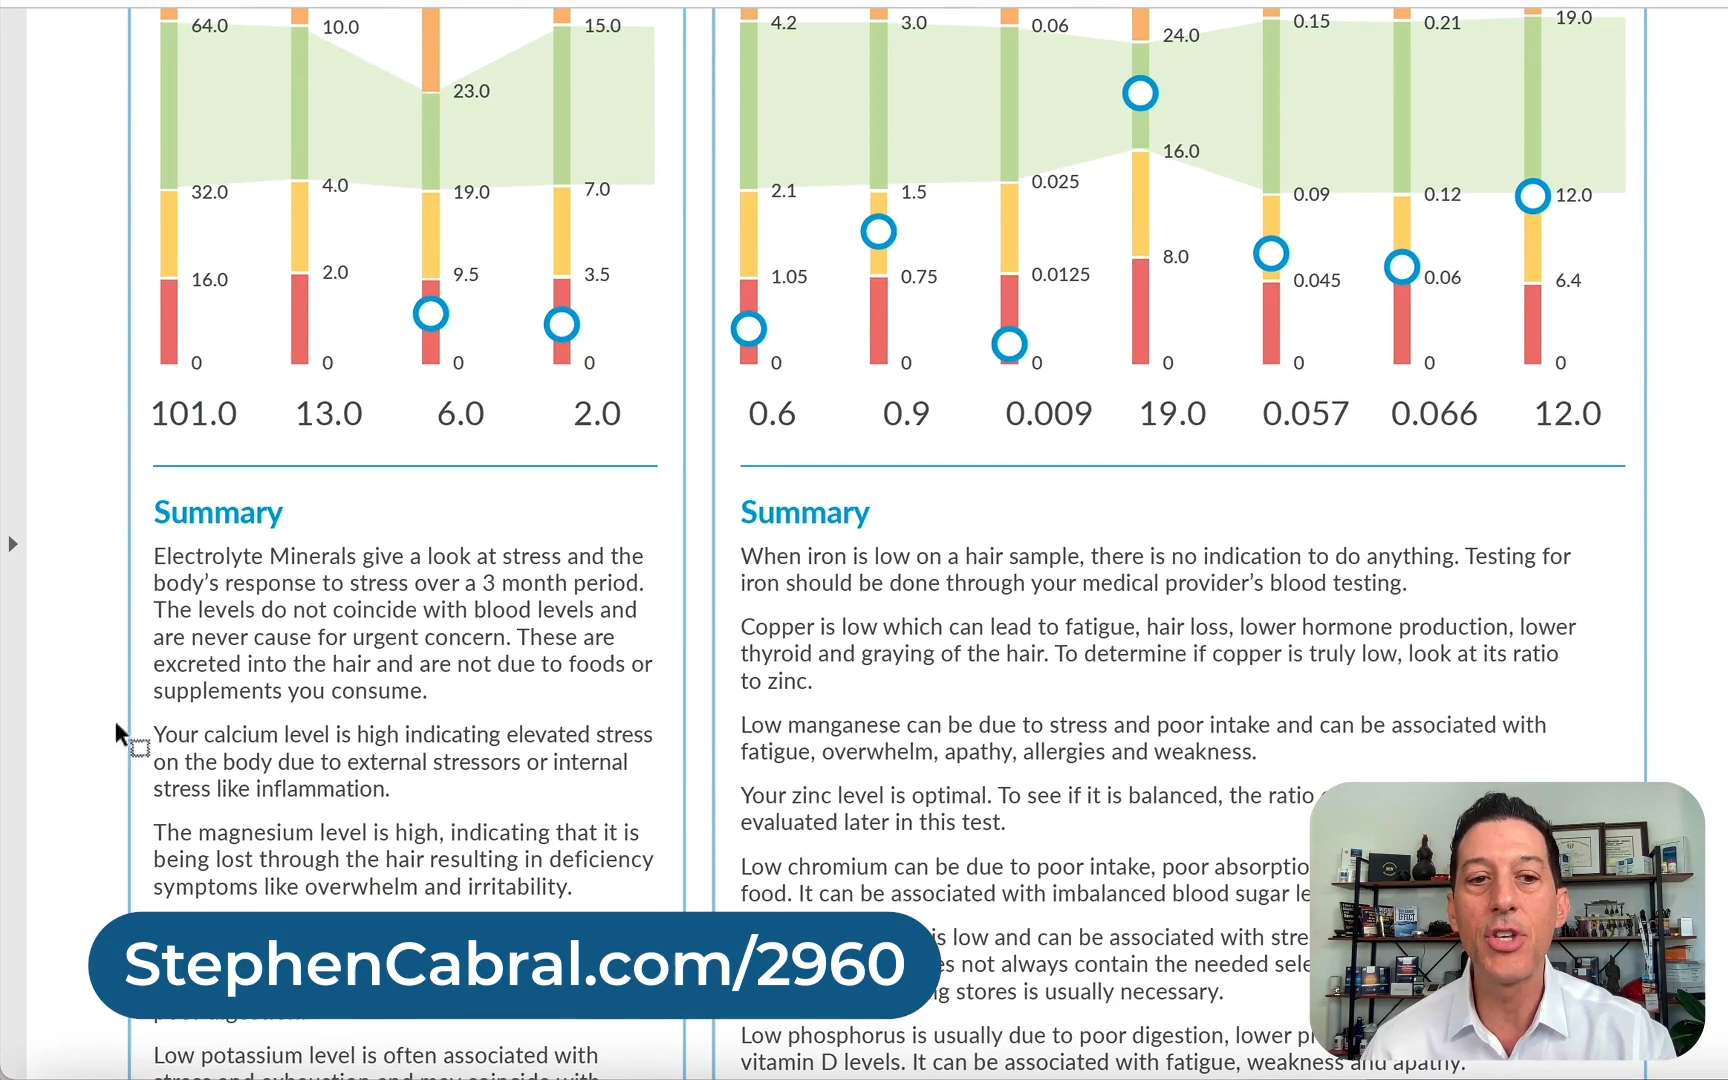 64.0
10.0
15.0
23.0
32.0
4.0
19.0
7.0
16.0
2.0
9.5
3.5
0
0
0
0
101.0 13.0 6.0 2.0
4.2
3.0
0.06
24.0
0.15
0.21
19.0
2.1
1.5
0.025
16.0
0.09
0.12
12.0
1.05
0.75
0.0125
8.0
0.045
0.06
6.4
0
0
0
0
0
0
0
0.6 0.9 0.009 19.0 0.057 0.066 12.0
Summary
Electrolyte Minerals give a look at stress and the
body’s response to stress over a 3 month period.
The levels do not coincide with blood levels and
are never cause for urgent concern. These are
excreted into the hair and are not due to foods or
supplements you consume.
Your calcium level is high indicating elevated stress
on the body due to external stressors or internal
stress like inflammation.
The magnesium level is high, indicating that it is
being lost through the hair resulting in deficiency
symptoms like overwhelm and irritability.
Low potassium level is often associated with
Summary
When iron is low on a hair sample, there is no indication to do anything. Testing for
iron should be done through your medical provider’s blood testing.
Copper is low which can lead to fatigue, hair loss, lower hormone production, lower
thyroid and graying of the hair. To determine if copper is truly low, look at its ratio
to zinc.
Low manganese can be due to stress and poor intake and can be associated with
fatigue, overwhelm, apathy, allergies and weakness.
Your zinc level is optimal. To see if it is balanced, the ratio
evaluated later in this test.
Low chromium can be due to poor intake, poor absorptio
food. It can be associated with imbalanced blood sugar le
is low and can be associated with stre
es not always contain the needed sele
g stores is usually necessary.
Low phosphorus is usually due to poor digestion, lower p
vitamin D levels. It can be associated with fatigue, weakness and apathy.
StephenCabral.com/2960